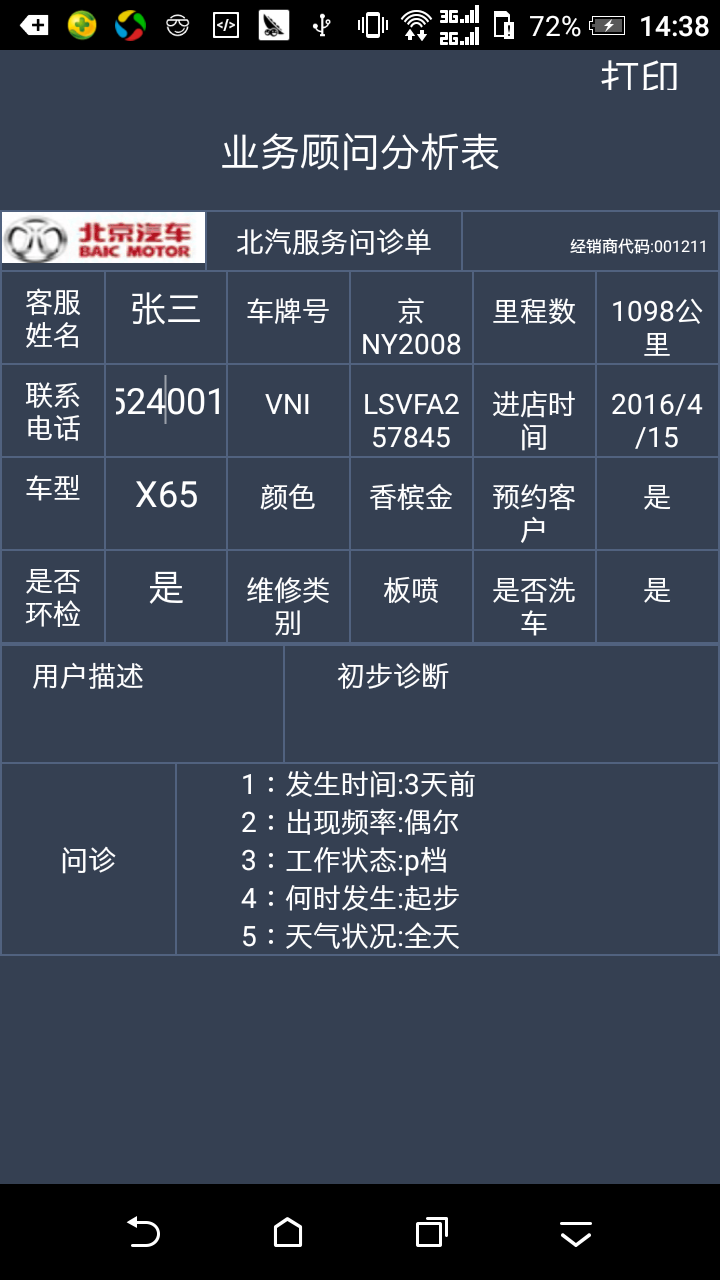 3G
2G
72%
14:38
打印
业务顾问分析表
北京汽车
BAIC MOTOR
北汽服务问诊单
经销商代码:001211
客服
姓名
张三
车牌号
京
NY2008
里程数
1098公
里
联系
电话
524001
VNI
LSVFA2
57845
进店时
间
2016/4
/15
车型
X65
颜色
香槟金
预约客
户
是
是否
环检
是
维修类
别
板喷
是否洗
车
是
用户描述
初步诊断
问诊
1：发生时间:3天前
2：出现频率:偶尔
3：工作状态:p档
4：何时发生:起步
5：天气状况:全天